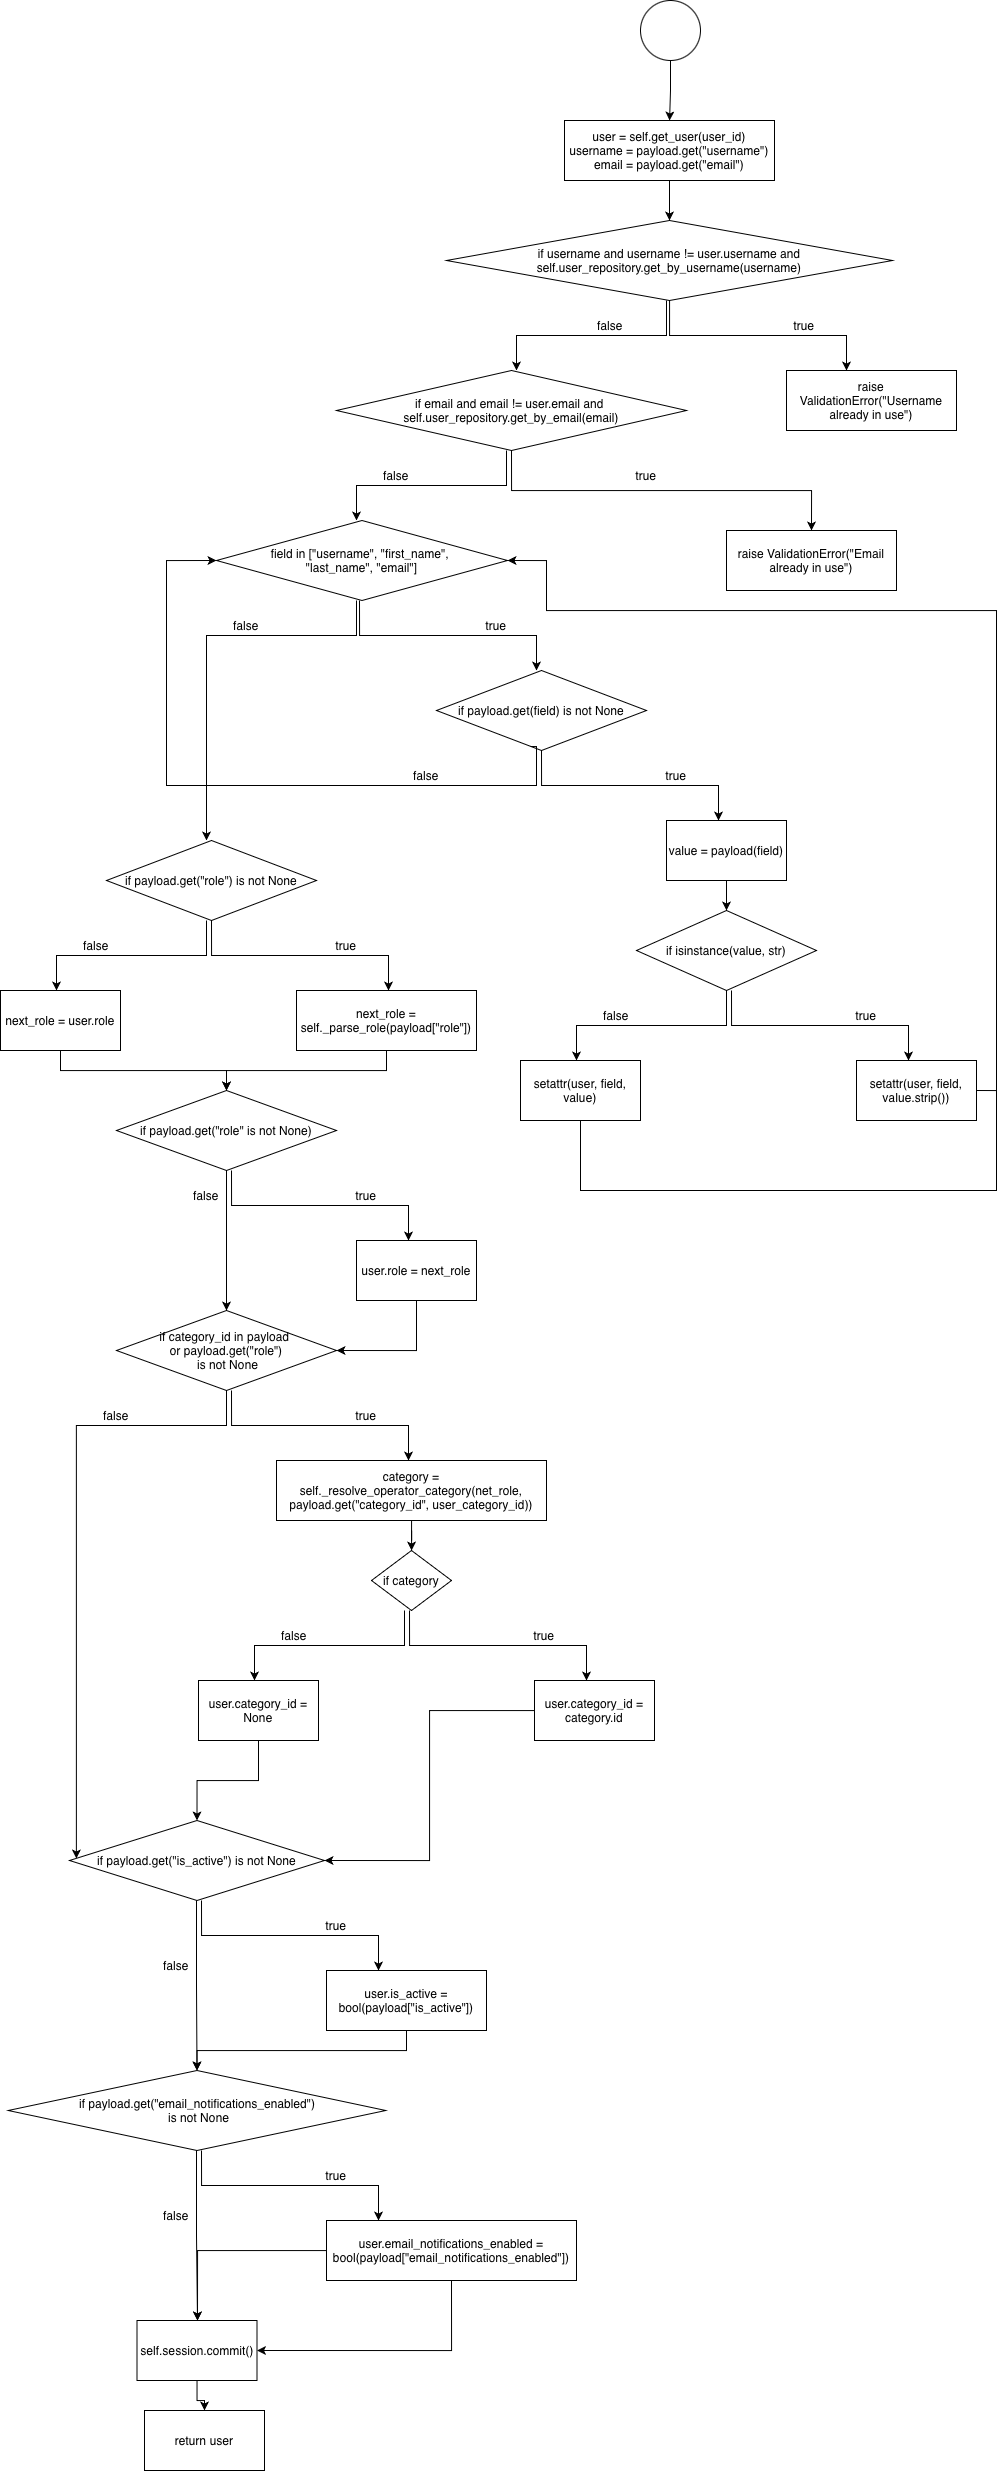 user = self.get_user(user_id)
username = payload.get("username")
email = payload.get("email")
if username and username != user.username and
self.user_repository.get_by_username(username)
false
true
if email and email != user.email and
self.user_repository.get_by_email(email)
raise
ValidationError("Username
already in use")
false
true
field in ["username", "first_name",
"last_name", "email"]
raise ValidationError("Email
already in use")
false
true
if payload.get(field) is not None
false
true
value = payload(field)
if payload.get("role") is not None
if isinstance(value, str)
false
true
next_role = user.role
next_role =
self._parse_role(payload["role"])
false
true
setattr(user, field,
value)
setattr(user, field,
value.strip())
if payload.get("role" is not None)
false
true
user.role = next_role
if category_id in payload
or payload.get("role")
is not None
false
true
category =
self._resolve_operator_category(net_role,
payload.get("category_id", user_category_id))
if category
false
true
user.category_id =
None
user.category_id =
category.id
if payload.get("is_active") is not None
true
false
user.is_active =
bool(payload["is_active"])
if payload.get("email_notifications_enabled")
is not None
true
false
user.email_notifications_enabled =
bool(payload["email_notifications_enabled"])
self.session.commit()
return user